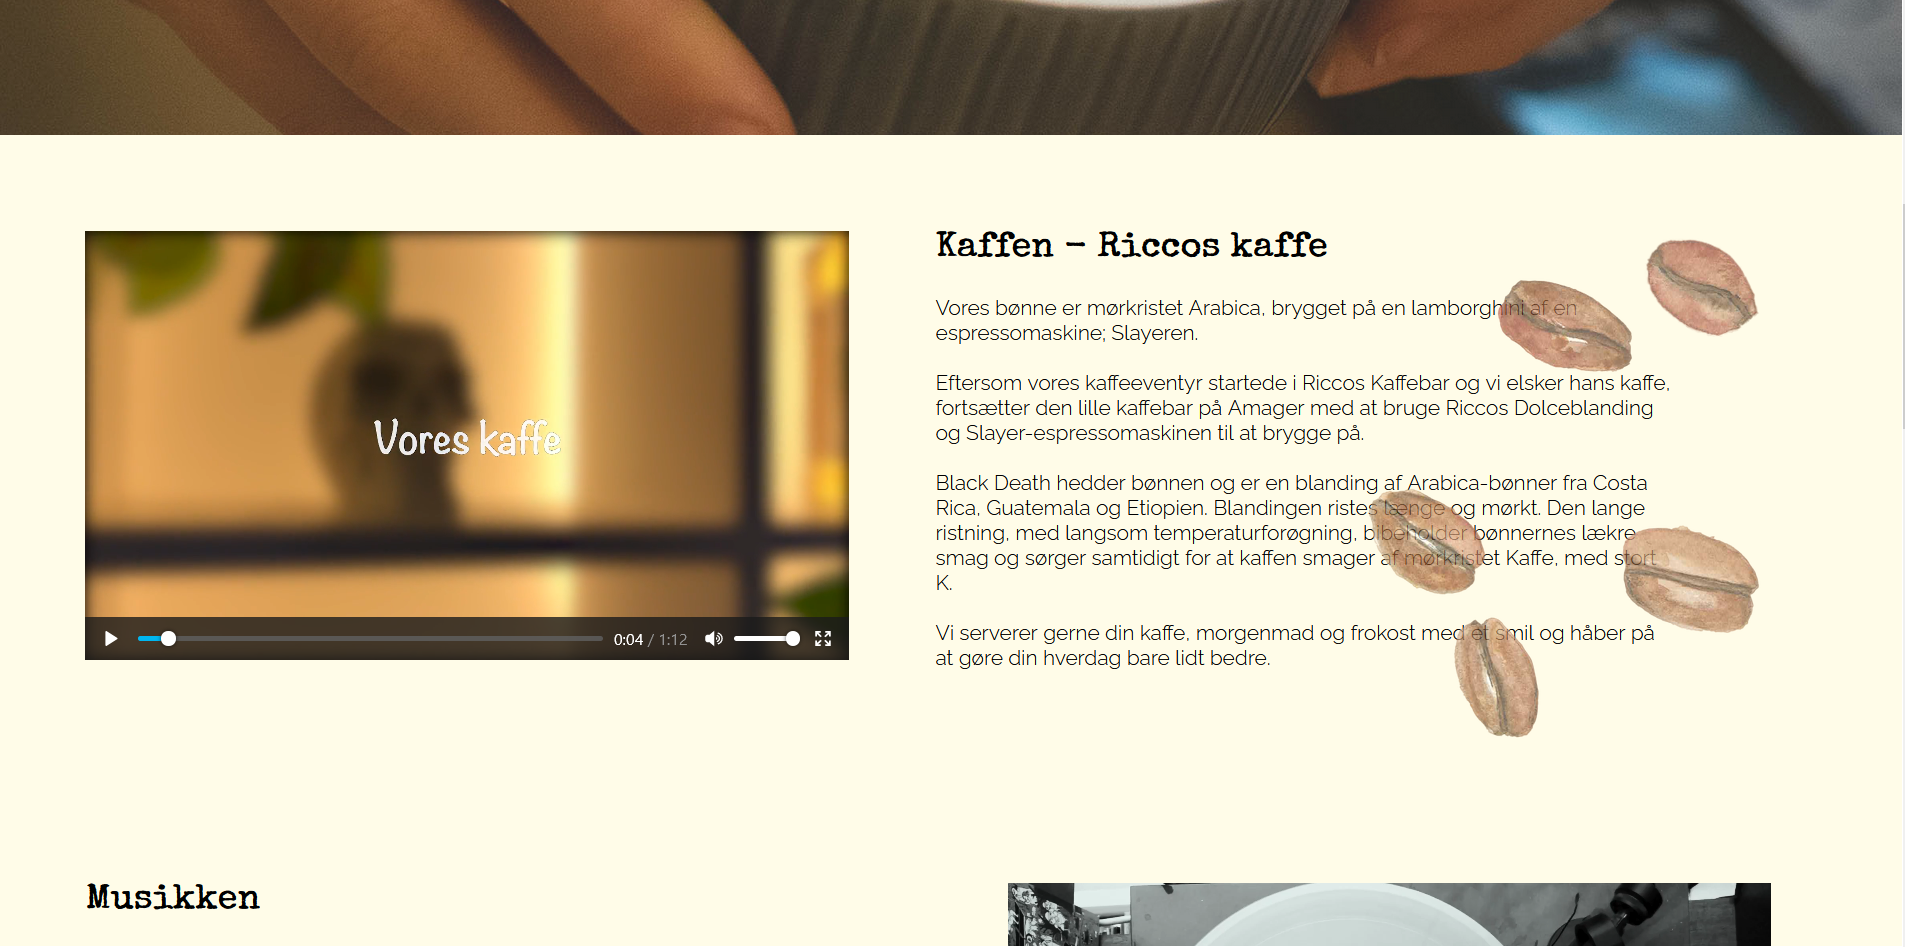 Vores kaffe
0:04 / 1:12
Kaffen – Riccos kaffe
Vores bønne er mørkristet Arabica, brygget på en lamborghini af en
espressomaskine; Slayeren.
Eftersom vores kaffeeventyr startede i Riccos Kaffebar og vi elsker hans kaffe,
fortsætter den lille kaffebar på Amager med at bruge Riccos Dolceblanding
og Slayer-espressomaskinen til at brygge på.
Black Death hedder bønnen og er en blanding af Arabica-bønner fra Costa
Rica, Guatemala og Etiopien. Blandingen ristes længe og mørkt. Den lange
ristning, med langsom temperaturforøgning, bibeholder bønnernes lækre
smag og sørger samtidigt for at kaffen smager af mørkristet Kaffe, med stort
K.
Vi serverer gerne din kaffe, morgenmad og frokost med et smil og håber på
at gøre din hverdag bare lidt bedre.
Musikken